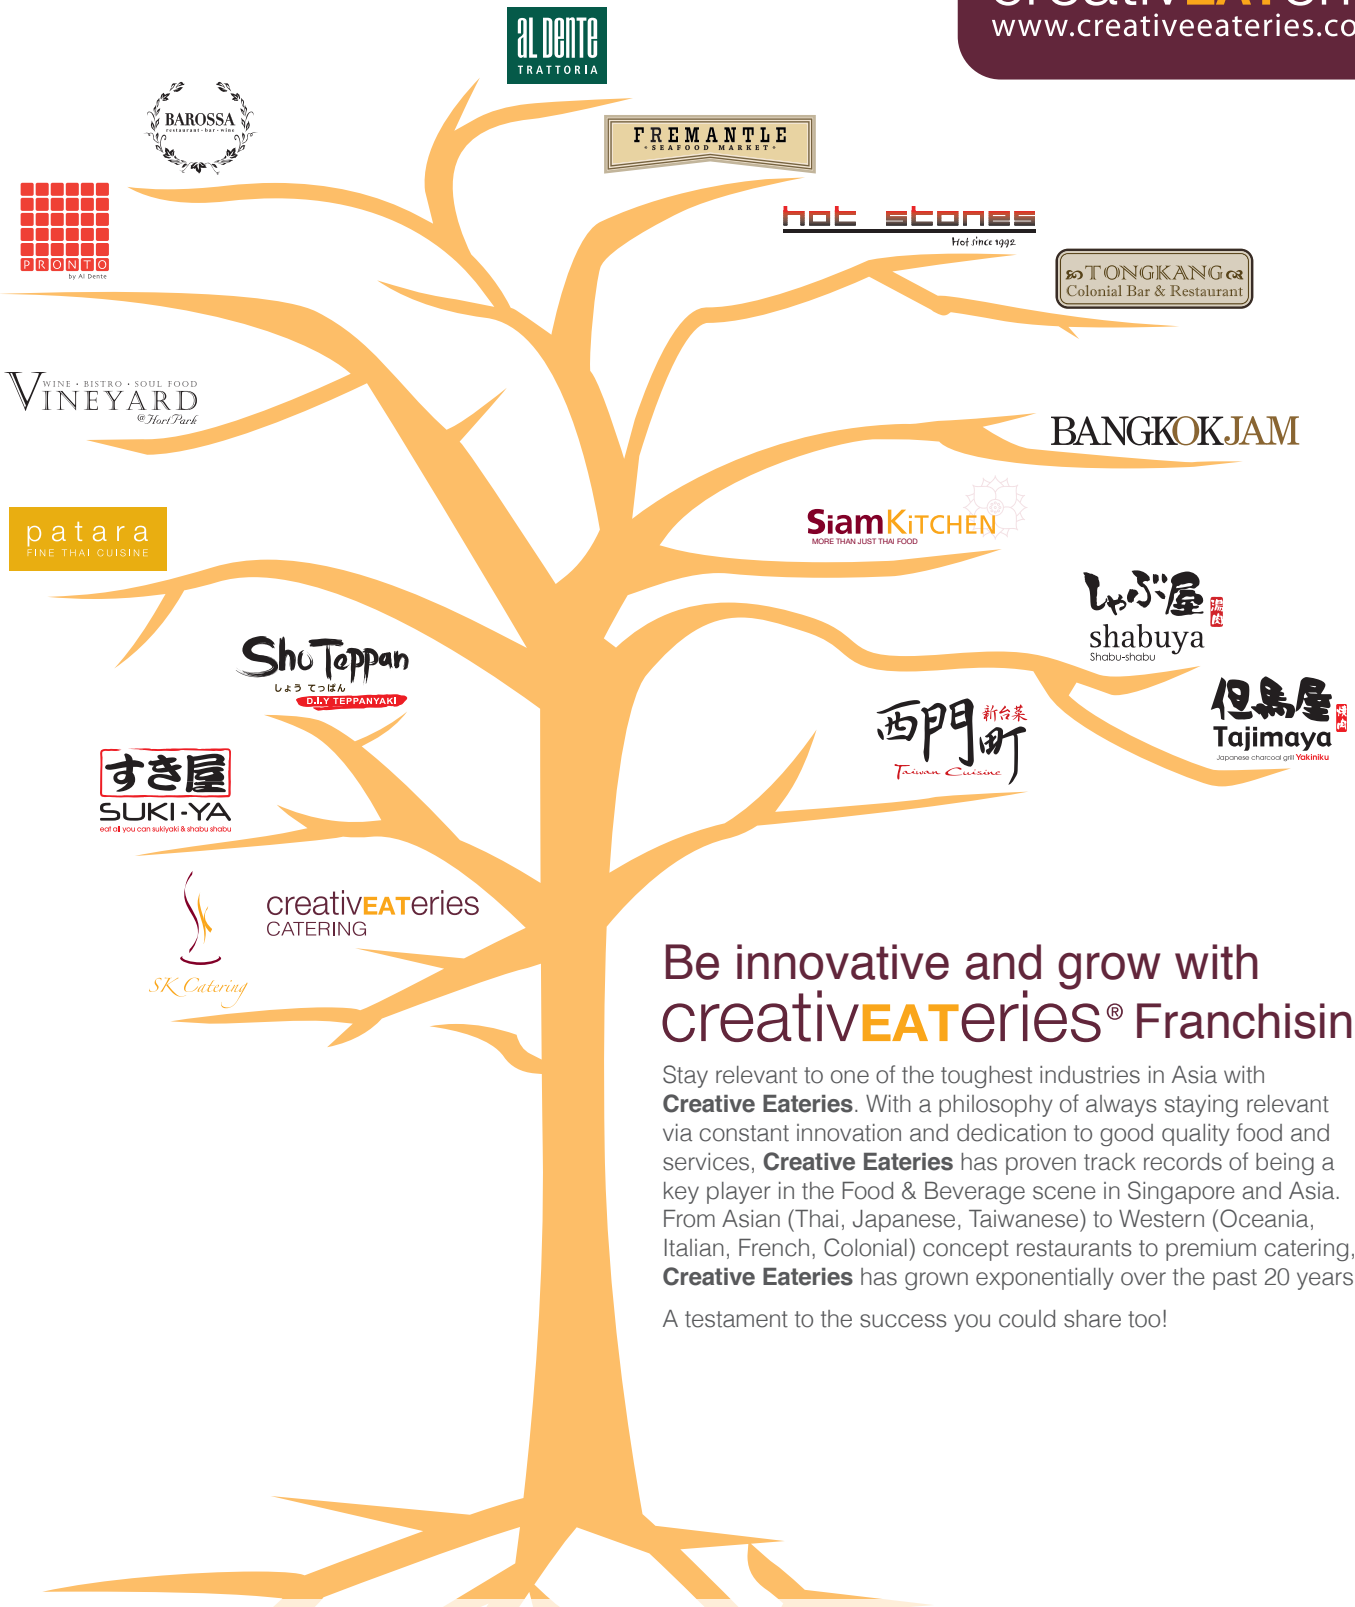 www.creativeeateries.co
al Dente
TRATTORIA
BAROSSA
restaurant - bar - wine
FREMANTLE
• SEAFOOD MARKET •
PRONTO
by Al Dente
hot stones
Hot since 1992
TONGKANG
Colonial Bar & Restaurant
WINE • BISTRO • SOUL FOOD
VINEYARD
@HortPark
BANGKOKJAM
patara
FINE THAI CUISINE
SiamKiTCHEN
MORE THAN JUST THAI FOOD
しゃぶ屋
湯肉
shabuya
Shabu-shabu
Sho Teppan
しょう てっぱん
D.I.Y TEPPANYAKI
但馬屋
焼肉
Tajimaya
Japanese charcoal grill Yakiniku
西門町
新台菜
Taiwan Cuisine
すき屋
SUKI-YA
eat all you can sukiyaki & shabu shabu
creativEATeries
CATERING
SK Catering
Be innovative and grow with
creativEATeries® Franchisin
Stay relevant to one of the toughest industries in Asia with
Creative Eateries. With a philosophy of always staying relevant
via constant innovation and dedication to good quality food and
services, Creative Eateries has proven track records of being a
key player in the Food & Beverage scene in Singapore and Asia.
From Asian (Thai, Japanese, Taiwanese) to Western (Oceania,
Italian, French, Colonial) concept restaurants to premium catering,
Creative Eateries has grown exponentially over the past 20 years
A testament to the success you could share too!